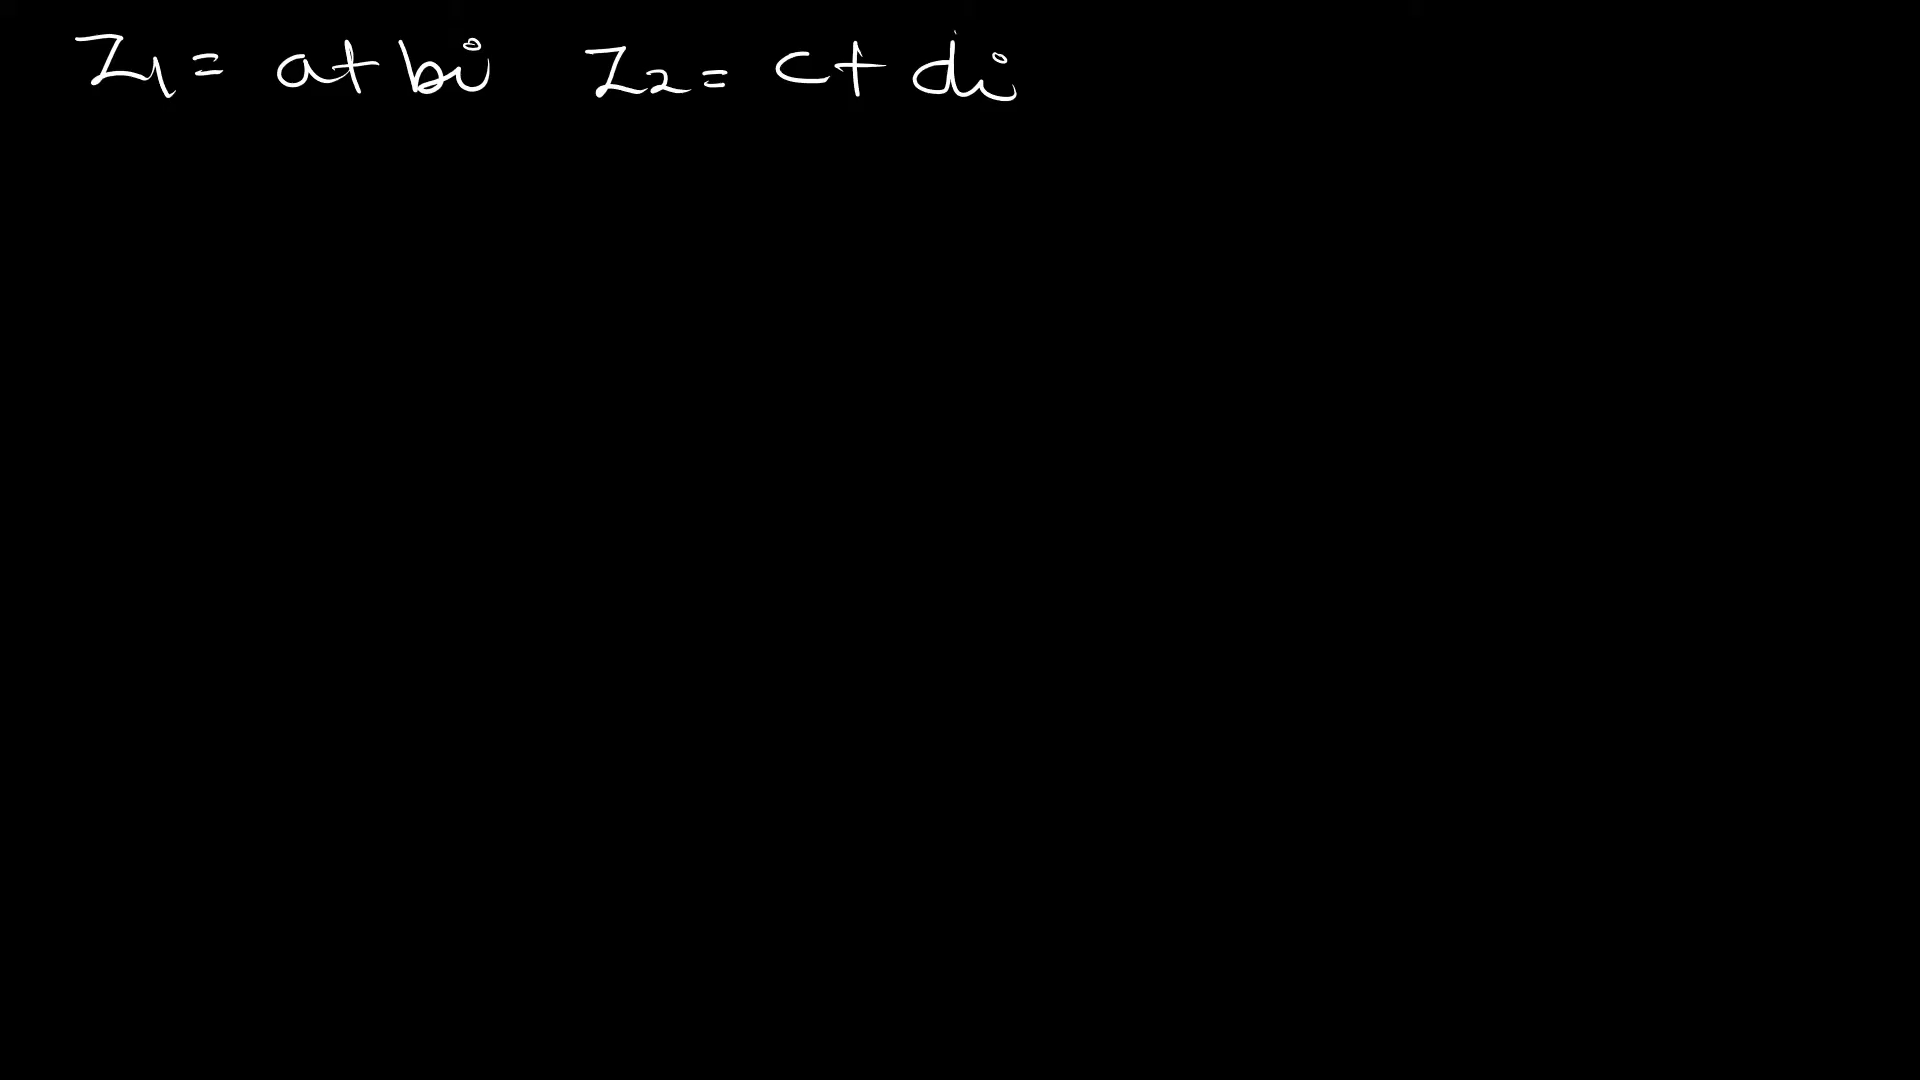 Z₁ = a + bi Z₂ = c + di